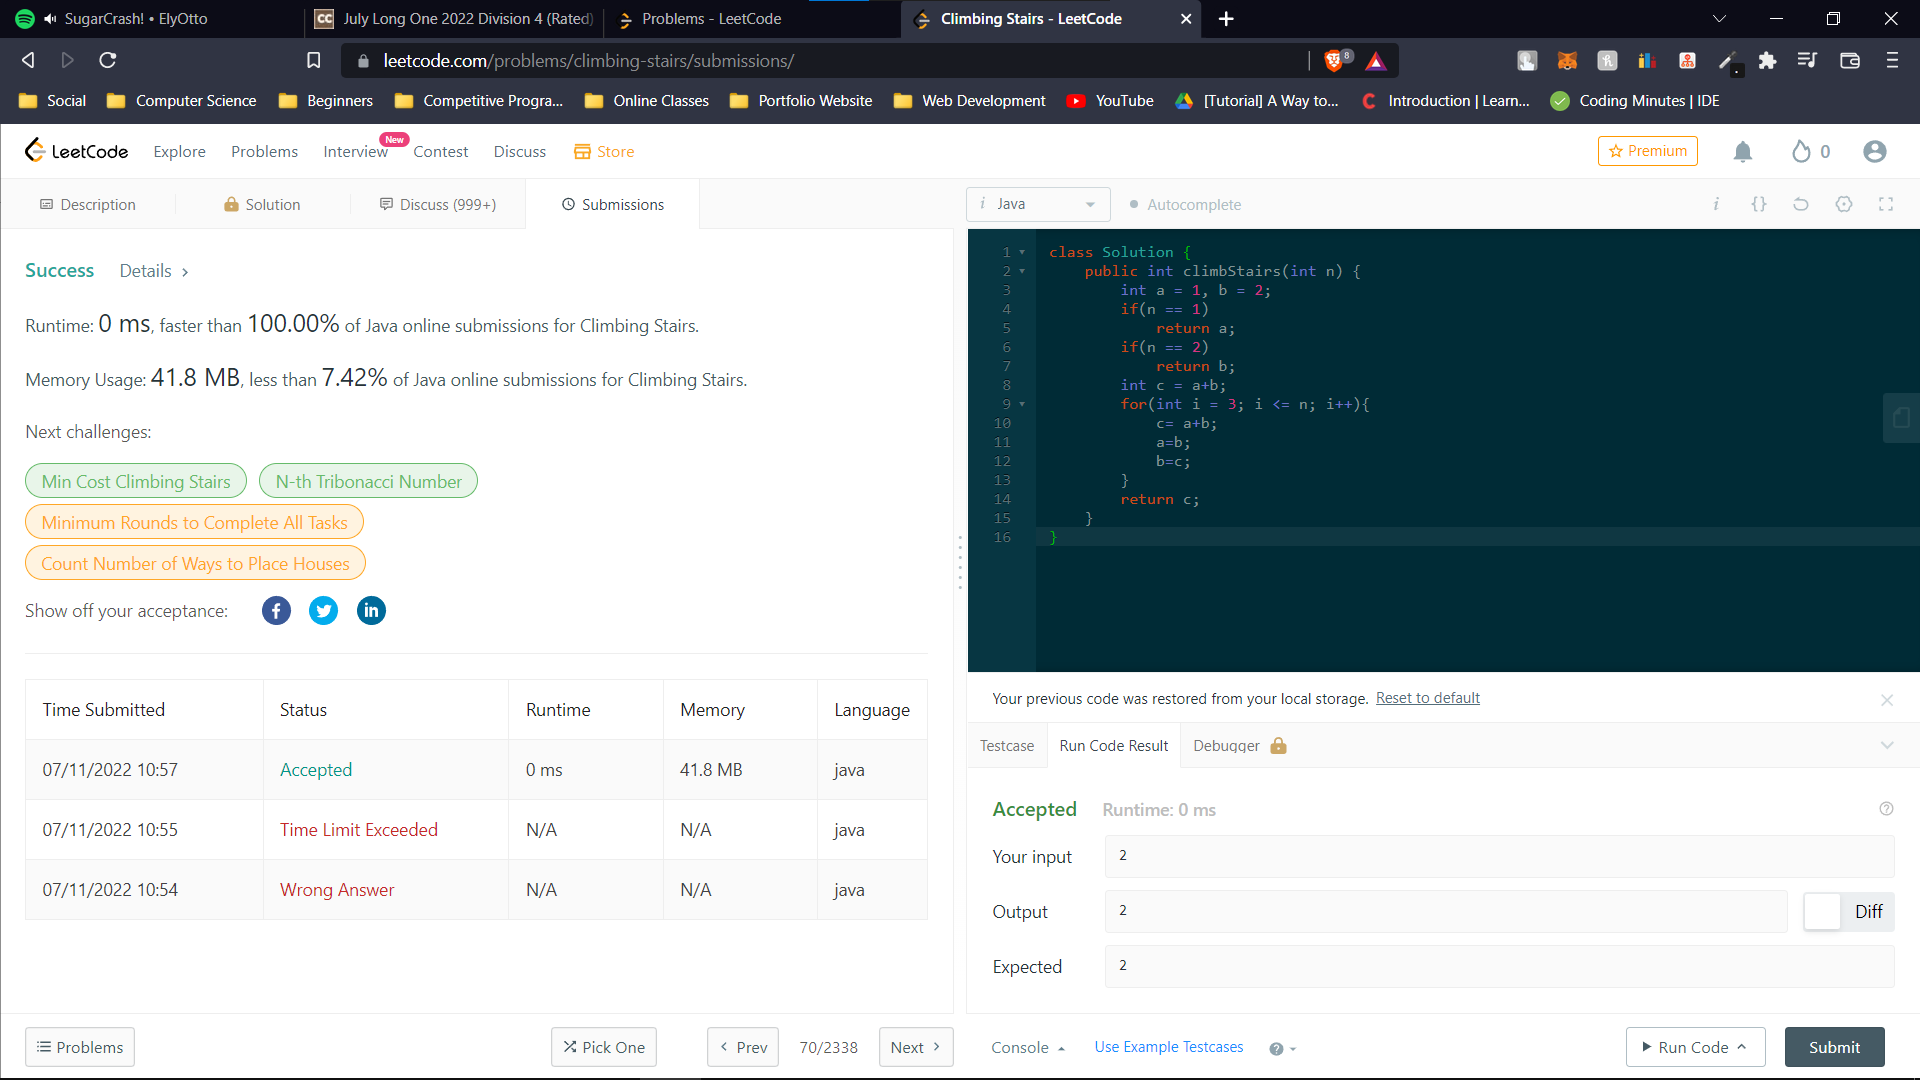 SugarCrash! • ElyOtto
CC July Long One 2022 Division 4 (Rated)
Problems - LeetCode
Climbing Stairs - LeetCode
leetcode.com/problems/climbing-stairs/submissions/
8
Social
Computer Science
Beginners
Competitive Progra...
Online Classes
Portfolio Website
Web Development
YouTube
[Tutorial] A Way to...
Introduction | Learn...
Coding Minutes | IDE
LeetCode
Explore
Problems
Interview
New
Contest
Discuss
Store
Premium
0
Description
Solution
Discuss (999+)
Submissions
i Java
Autocomplete
i {}
Success Details >
Runtime: 0 ms, faster than 100.00% of Java online submissions for Climbing Stairs.
Memory Usage: 41.8 MB, less than 7.42% of Java online submissions for Climbing Stairs.
Next challenges:
Min Cost Climbing Stairs
N-th Tribonacci Number
Minimum Rounds to Complete All Tasks
Count Number of Ways to Place Houses
Show off your acceptance:
Time Submitted Status Runtime Memory Language
07/11/2022 10:57 Accepted 0 ms 41.8 MB java
07/11/2022 10:55 Time Limit Exceeded N/A N/A java
07/11/2022 10:54 Wrong Answer N/A N/A java
1 class Solution {
2 public int climbStairs(int n) {
3 int a = 1, b = 2;
4 if(n == 1)
5 return a;
6 if(n == 2)
7 return b;
8 int c = a+b;
9 for(int i = 3; i <= n; i++){
10 c= a+b;
11 a=b;
12 b=c;
13 }
14 return c;
15 }
16 }
Your previous code was restored from your local storage. Reset to default
Testcase
Run Code Result
Debugger
Accepted Runtime: 0 ms
Your input 2
Output 2 Diff
Expected 2
Problems
Pick One
Prev
70/2338
Next
Console
Use Example Testcases
Run Code
Submit